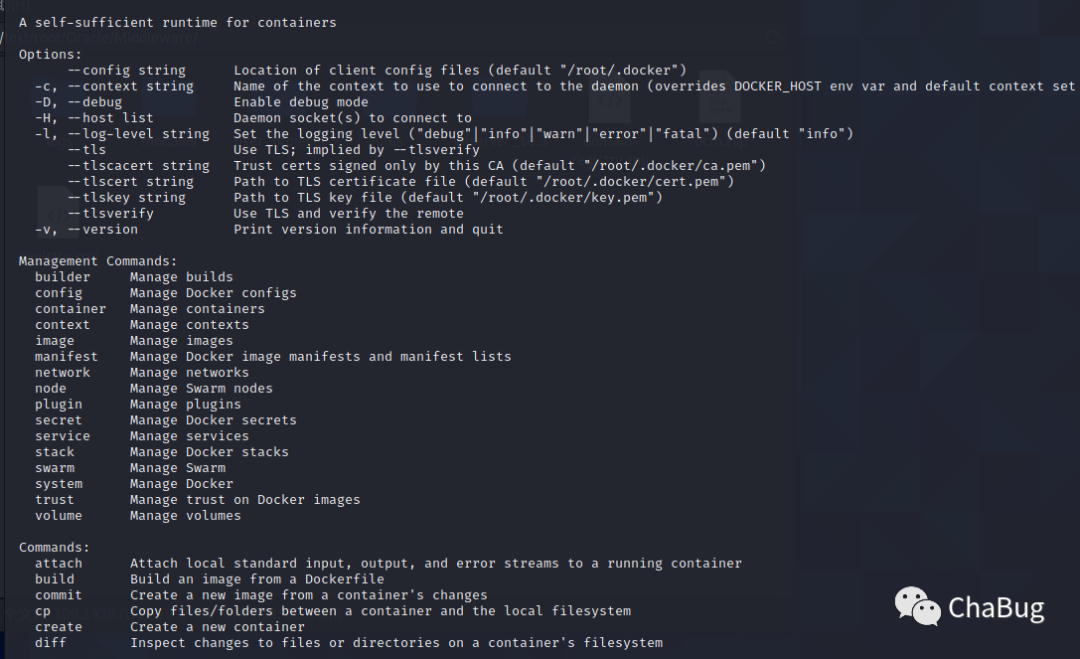 A self-sufficient runtime for containers
Options:
--config string Location of client config files (default "/root/.docker")
-c, --context string Name of the context to use to connect to the daemon (overrides DOCKER_HOST env var and default context set
-D, --debug Enable debug mode
-H, --host list Daemon socket(s) to connect to
-l, --log-level string Set the logging level ("debug"|"info"|"warn"|"error"|"fatal") (default "info")
--tls Use TLS; implied by --tlsverify
--tlscacert string Trust certs signed only by this CA (default "/root/.docker/ca.pem")
--tlscert string Path to TLS certificate file (default "/root/.docker/cert.pem")
--tlskey string Path to TLS key file (default "/root/.docker/key.pem")
--tlsverify Use TLS and verify the remote
-v, --version Print version information and quit
Management Commands:
builder Manage builds
config Manage Docker configs
container Manage containers
context Manage contexts
image Manage images
manifest Manage Docker image manifests and manifest lists
network Manage networks
node Manage Swarm nodes
plugin Manage plugins
secret Manage Docker secrets
service Manage services
stack Manage Docker stacks
swarm Manage Swarm
system Manage Docker
trust Manage trust on Docker images
volume Manage volumes
Commands:
attach Attach local standard input, output, and error streams to a running container
build Build an image from a Dockerfile
commit Create a new image from a container's changes
cp Copy files/folders between a container and the local filesystem
create Create a new container
diff Inspect changes to files or directories on a container's filesystem
ChaBug